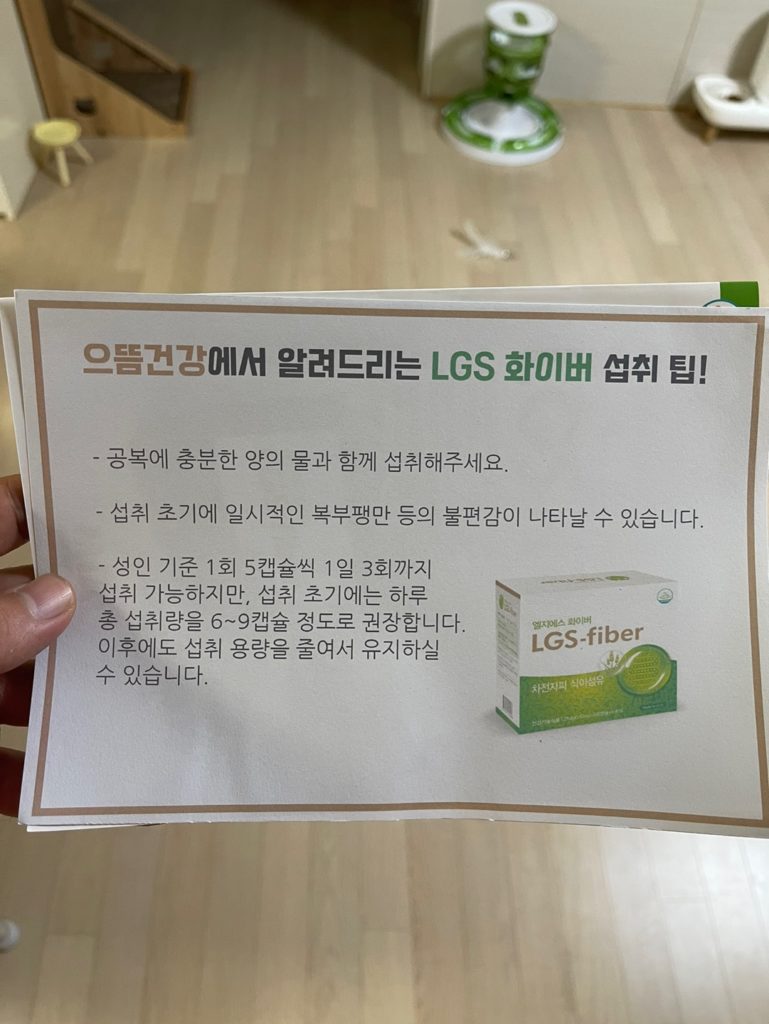 으뜸건강에서 알려드리는 LGS 화이버 섭취 팁!
- 공복에 충분한 양의 물과 함께 섭취해주세요.
- 섭취 초기에 일시적인 복부팽만 등의 불편감이 나타날 수 있습니다.
- 성인 기준 1회 5캡슐씩 1일 3회까지
섭취 가능하지만, 섭취 초기에는 하루
총 섭취량을 6~9캡슐 정도로 권장합니다.
이후에도 섭취 용량을 줄여서 유지하실
수 있습니다.
LGS-fiber
엘지에스 화이버
LGS-fiber
차전자피 식이섬유